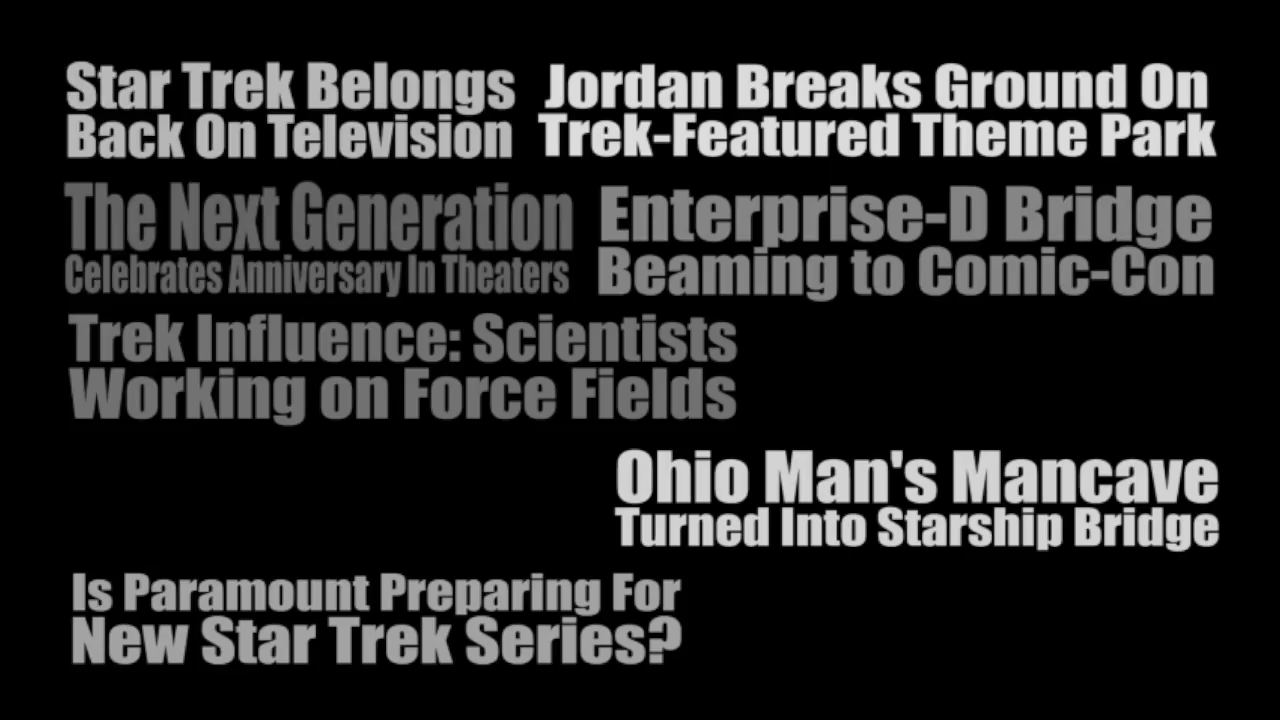 Star Trek Belongs
Back On Television
Jordan Breaks Ground On
Trek-Featured Theme Park
The Next Generation
Celebrates Anniversary In Theaters
Enterprise-D Bridge
Beaming to Comic-Con
Trek Influence: Scientists
Working on Force Fields
Ohio Man's Mancave
Turned Into Starship Bridge
Is Paramount Preparing For
New Star Trek Series?